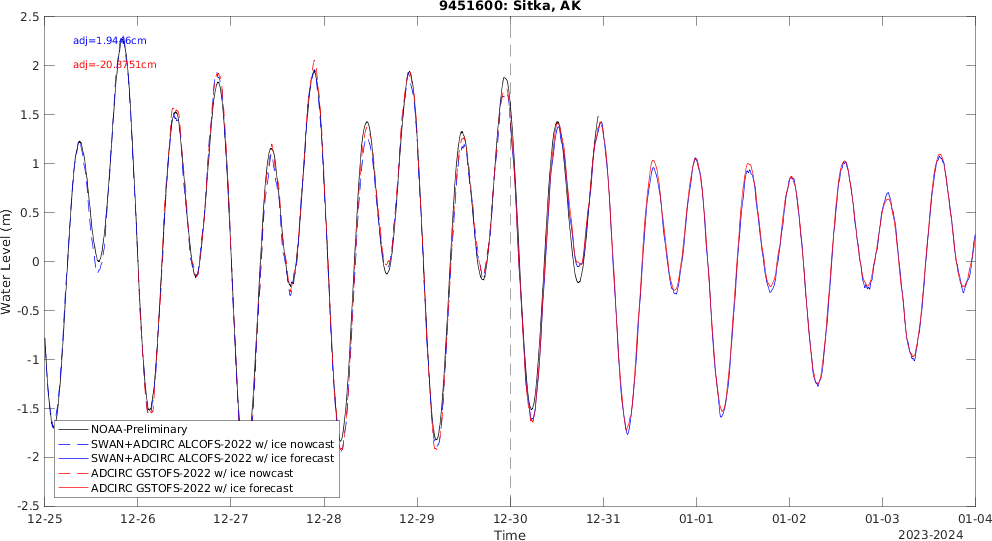 9451600: Sitka, AK
2.5
2
1.5
1
0.5
0
-0.5
-1
-1.5
-2
-2.5
Water Level (m)
adj=1.9446cm
adj=-20.3751cm
NOAA-Preliminary
SWAN+ADCIRC ALCOFS-2022 w/ ice nowcast
SWAN+ADCIRC ALCOFS-2022 w/ ice forecast
ADCIRC GSTOFS-2022 w/ ice nowcast
ADCIRC GSTOFS-2022 w/ ice forecast
12-25 12-26 12-27 12-28 12-29 12-30 12-31 01-01 01-02 01-03 01-04
Time
2023-2024